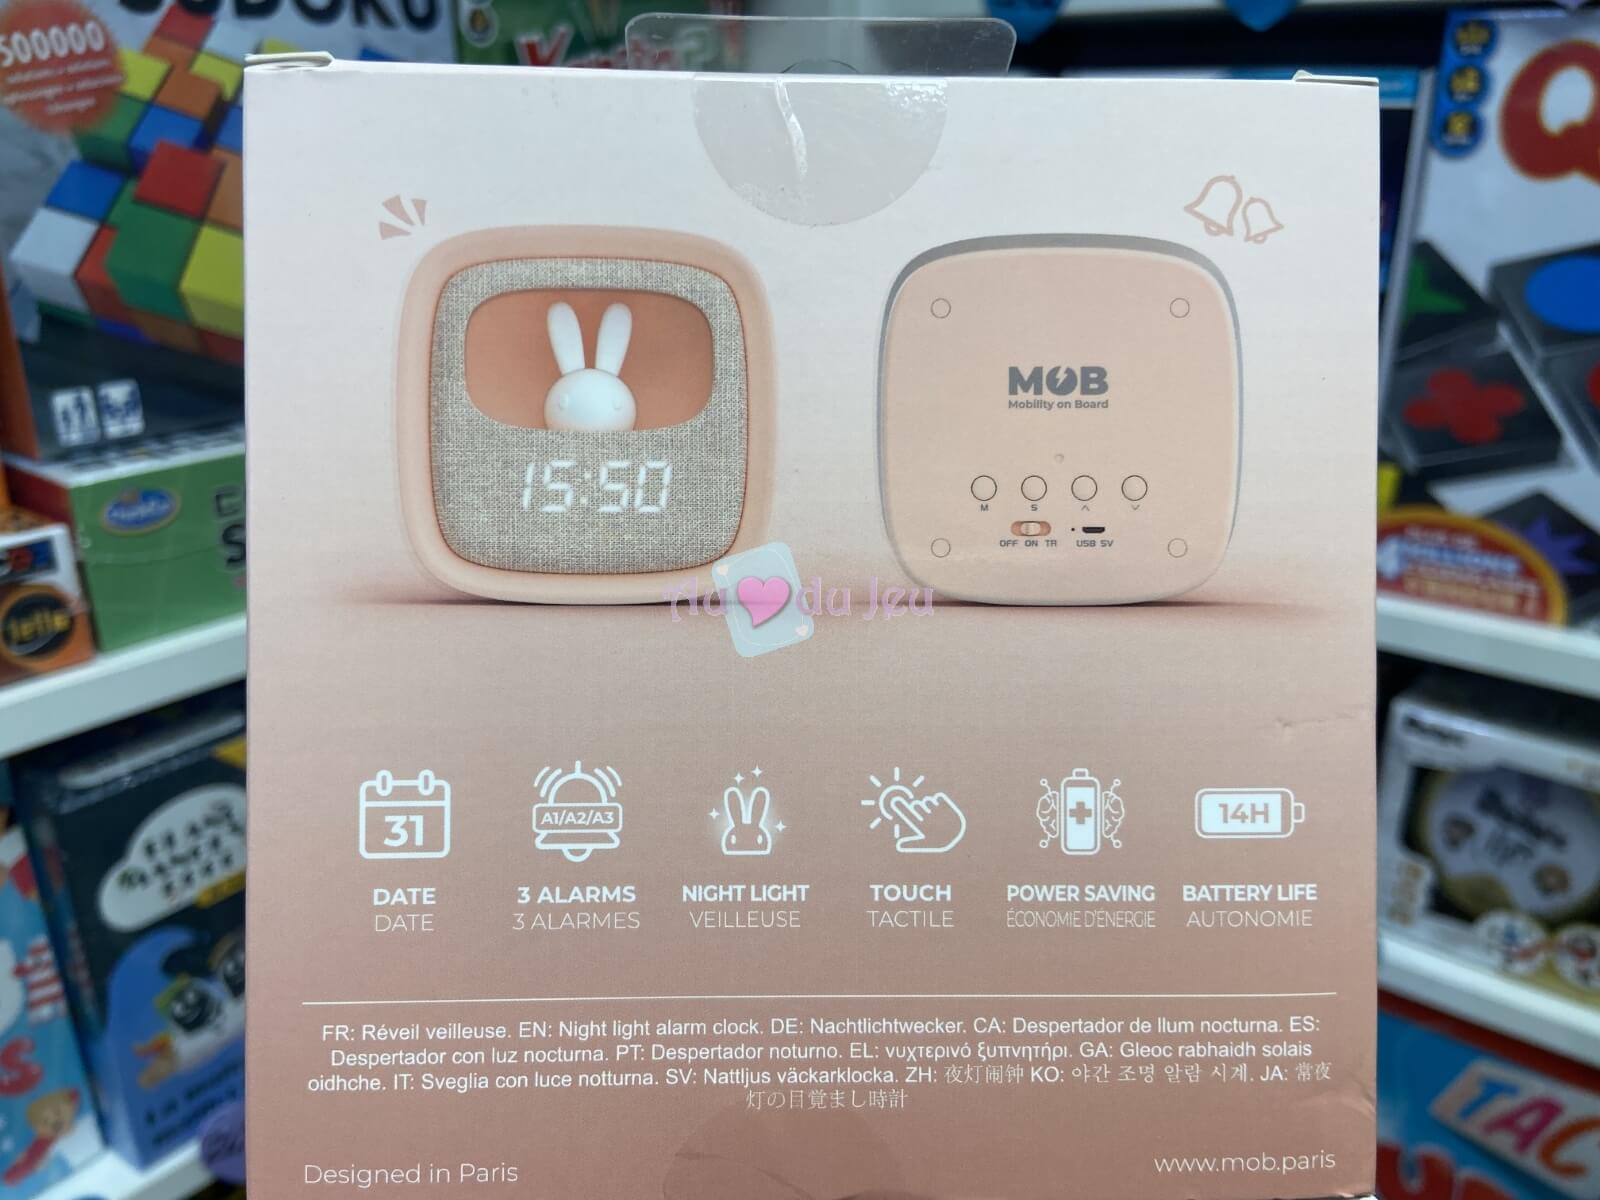 500000
SUDOKU
15:50
MOB
Mobility on Board
M S
OFF ON TR USB 5V
Au du Jeu
31
A1/A2/A3
14H
DATE
DATE
3 ALARMS
3 ALARMES
NIGHT LIGHT
VEILLEUSE
TOUCH
TACTILE
POWER SAVING
ÉCONOMIE D'ÉNERGIE
BATTERY LIFE
AUTONOMIE
FR: Réveil veilleuse. EN: Night light alarm clock. DE: Nachtlichtwecker. CA: Despertador de llum nocturna. ES:
Despertador con luz nocturna. PT: Despertador noturno. EL: νυχτερινό ξυπνητήρι. GA: Gleoc rabhaidh solais
oidhche. IT: Sveglia con luce notturna. SV: Nattljus väckarklocka. ZH: 夜灯闹钟 KO: 야간 조명 알람 시계. JA: 常夜
灯の目覚まし時計
Designed in Paris
www.mob.paris